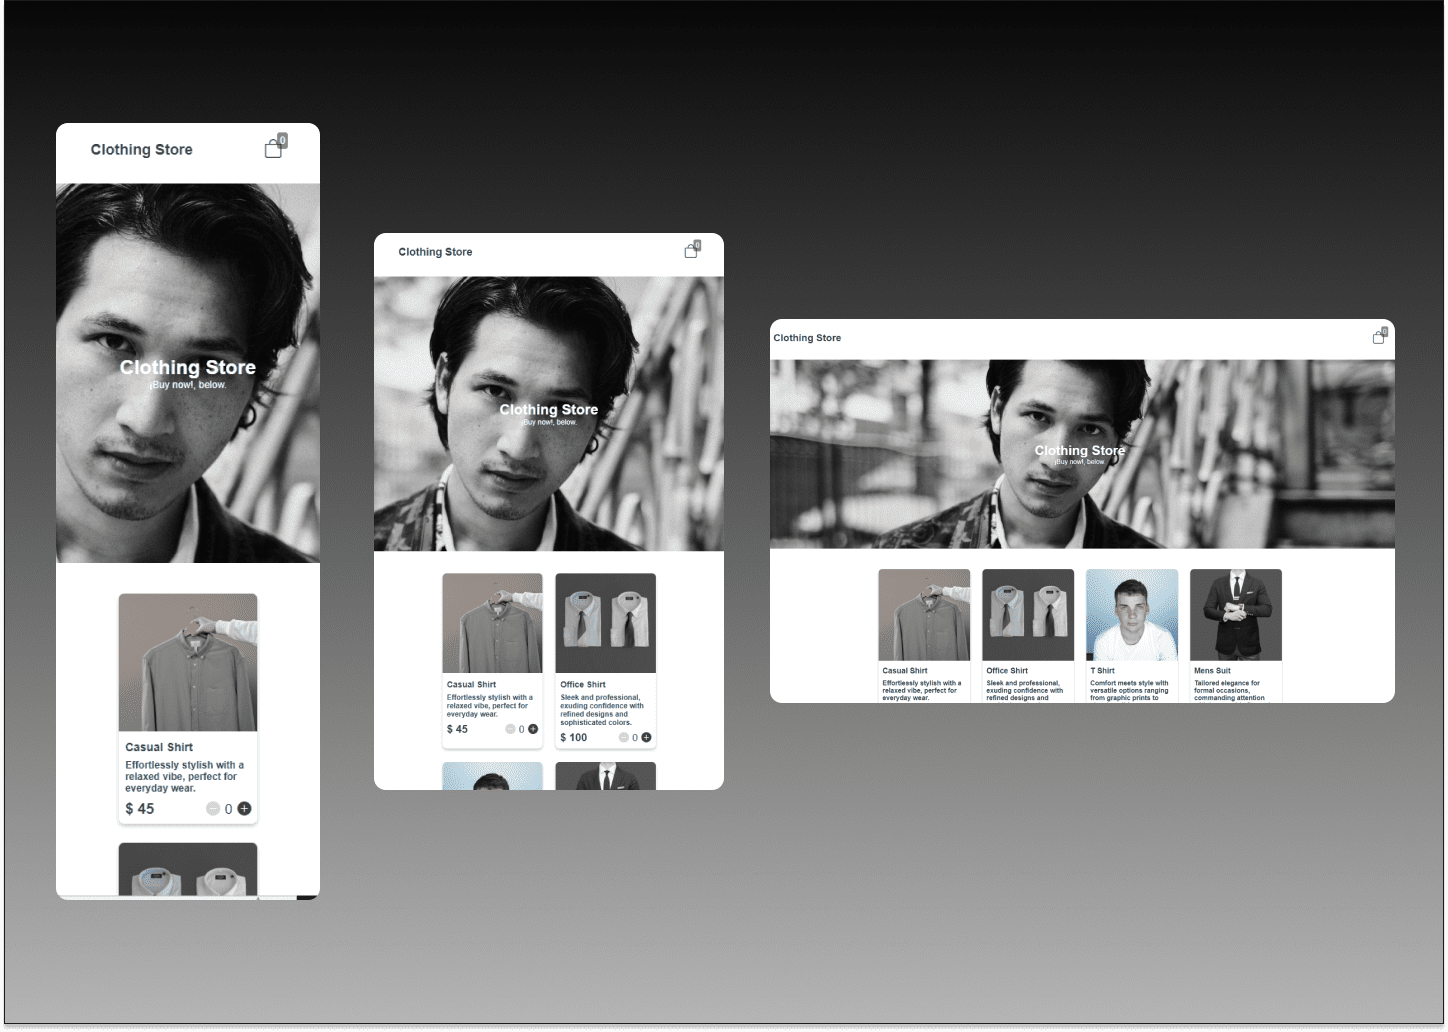 Clothing Store
0
Clothing Store
¡Buy now!, below.
Casual Shirt
Effortlessly stylish with a
relaxed vibe, perfect for
everyday wear.
$ 45
0
Clothing Store
0
Clothing Store
¡Buy now!, below.
Casual Shirt
Effortlessly stylish with a
relaxed vibe, perfect for
everyday wear.
$ 45
0
Office Shirt
Sleek and professional,
exuding confidence with
refined designs and
sophisticated colors.
$ 100
0
Clothing Store
0
Clothing Store
¡Buy now!, below.
Casual Shirt
Effortlessly stylish with a
relaxed vibe, perfect for
everyday wear.
Office Shirt
Sleek and professional,
exuding confidence with
refined designs and
T Shirt
Comfort meets style with
versatile options ranging
from graphic prints to
Mens Suit
Tailored elegance for
formal occasions,
commanding attention